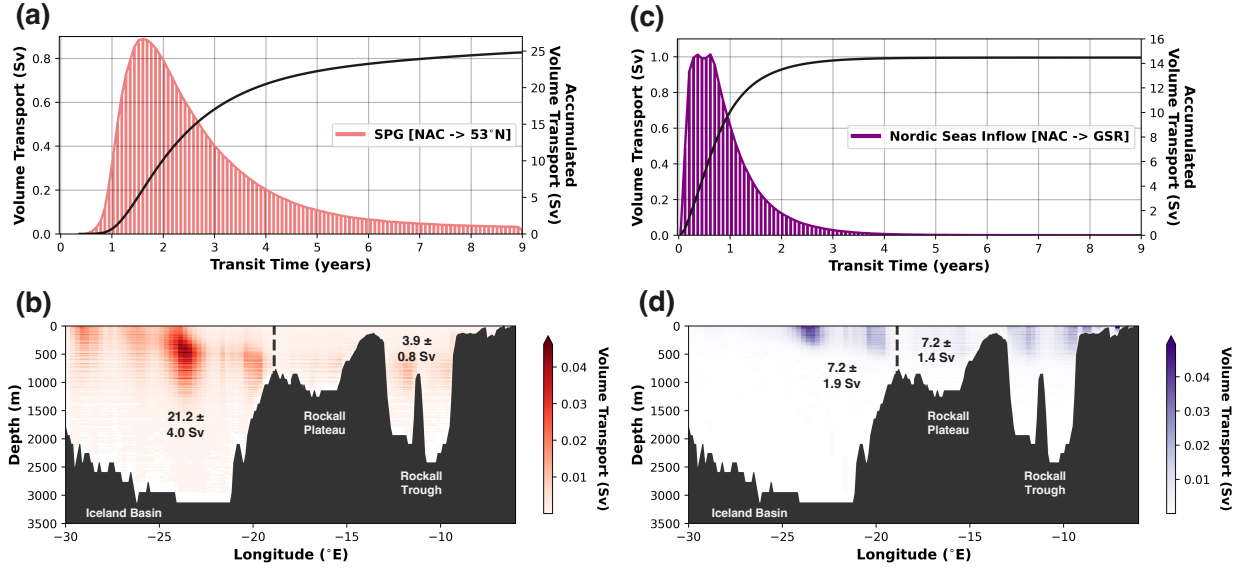 (a)
Volume Transport (Sv)
0.8
0.6
0.4
0.2
0.0
SPG [NAC -> 53°N]
25
20
15
10
5
0
Accumulated
Volume Transport (Sv)
0 1 2 3 4 5 6 7 8 9
Transit Time (years)
(c)
Volume Transport (Sv)
1.0
0.8
0.6
0.4
0.2
0.0
Nordic Seas Inflow [NAC -> GSR]
16
14
12
10
8
6
4
2
0
Accumulated
Volume Transport (Sv)
0 1 2 3 4 5 6 7 8 9
Transit Time (years)
(b)
Depth (m)
0
500
1000
1500
2000
2500
3000
3500
21.2 ±
4.0 Sv
3.9 ±
0.8 Sv
Rockall
Plateau
Rockall
Trough
Iceland Basin
−30 −25 −20 −15 −10
Longitude (°E)
0.04
0.03
0.02
0.01
Volume Transport (Sv)
(d)
Depth (m)
0
500
1000
1500
2000
2500
3000
3500
7.2 ±
1.9 Sv
7.2 ±
1.4 Sv
Rockall
Plateau
Rockall
Trough
Iceland Basin
−30 −25 −20 −15 −10
Longitude (°E)
0.04
0.03
0.02
0.01
Volume Transport (Sv)